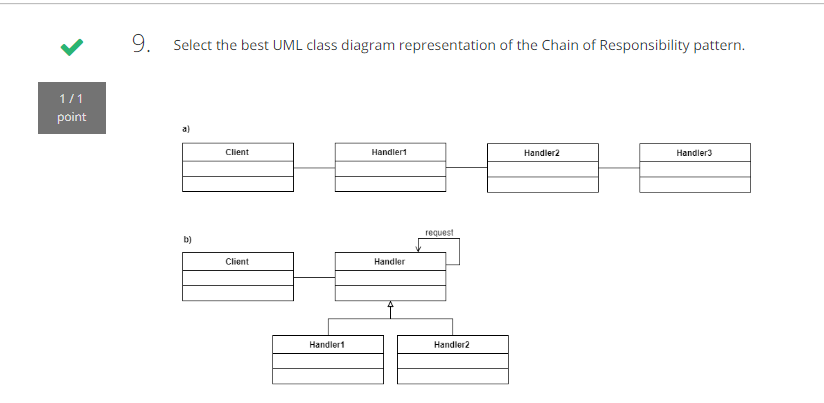 9. Select the best UML class diagram representation of the Chain of Responsibility pattern.
1 / 1
point
a)
Client Handler1 Handler2 Handler3
request
b)
Client Handler
Handler1 Handler2